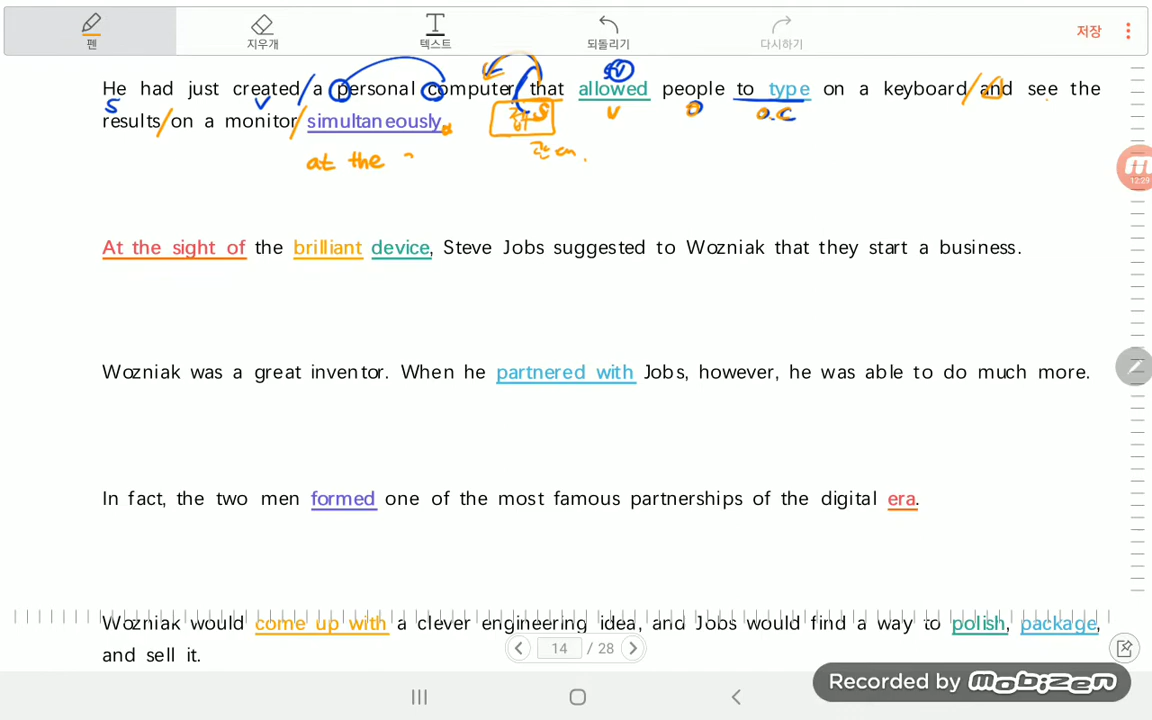 펜 지우개 텍스트 되돌리기 다시하기 저장
He had just created a personal computer that allowed people to type on a keyboard and see the
S V S V V O O.C
results on a monitor simultaneously.
at the
12:29
At the sight of the brilliant device, Steve Jobs suggested to Wozniak that they start a business.
Wozniak was a great inventor. When he partnered with Jobs, however, he was able to do much more.
In fact, the two men formed one of the most famous partnerships of the digital era.
Wozniak would come up with a clever engineering idea, and Jobs would find a way to polish, package,
and sell it.
14 / 28
Recorded by mobizen